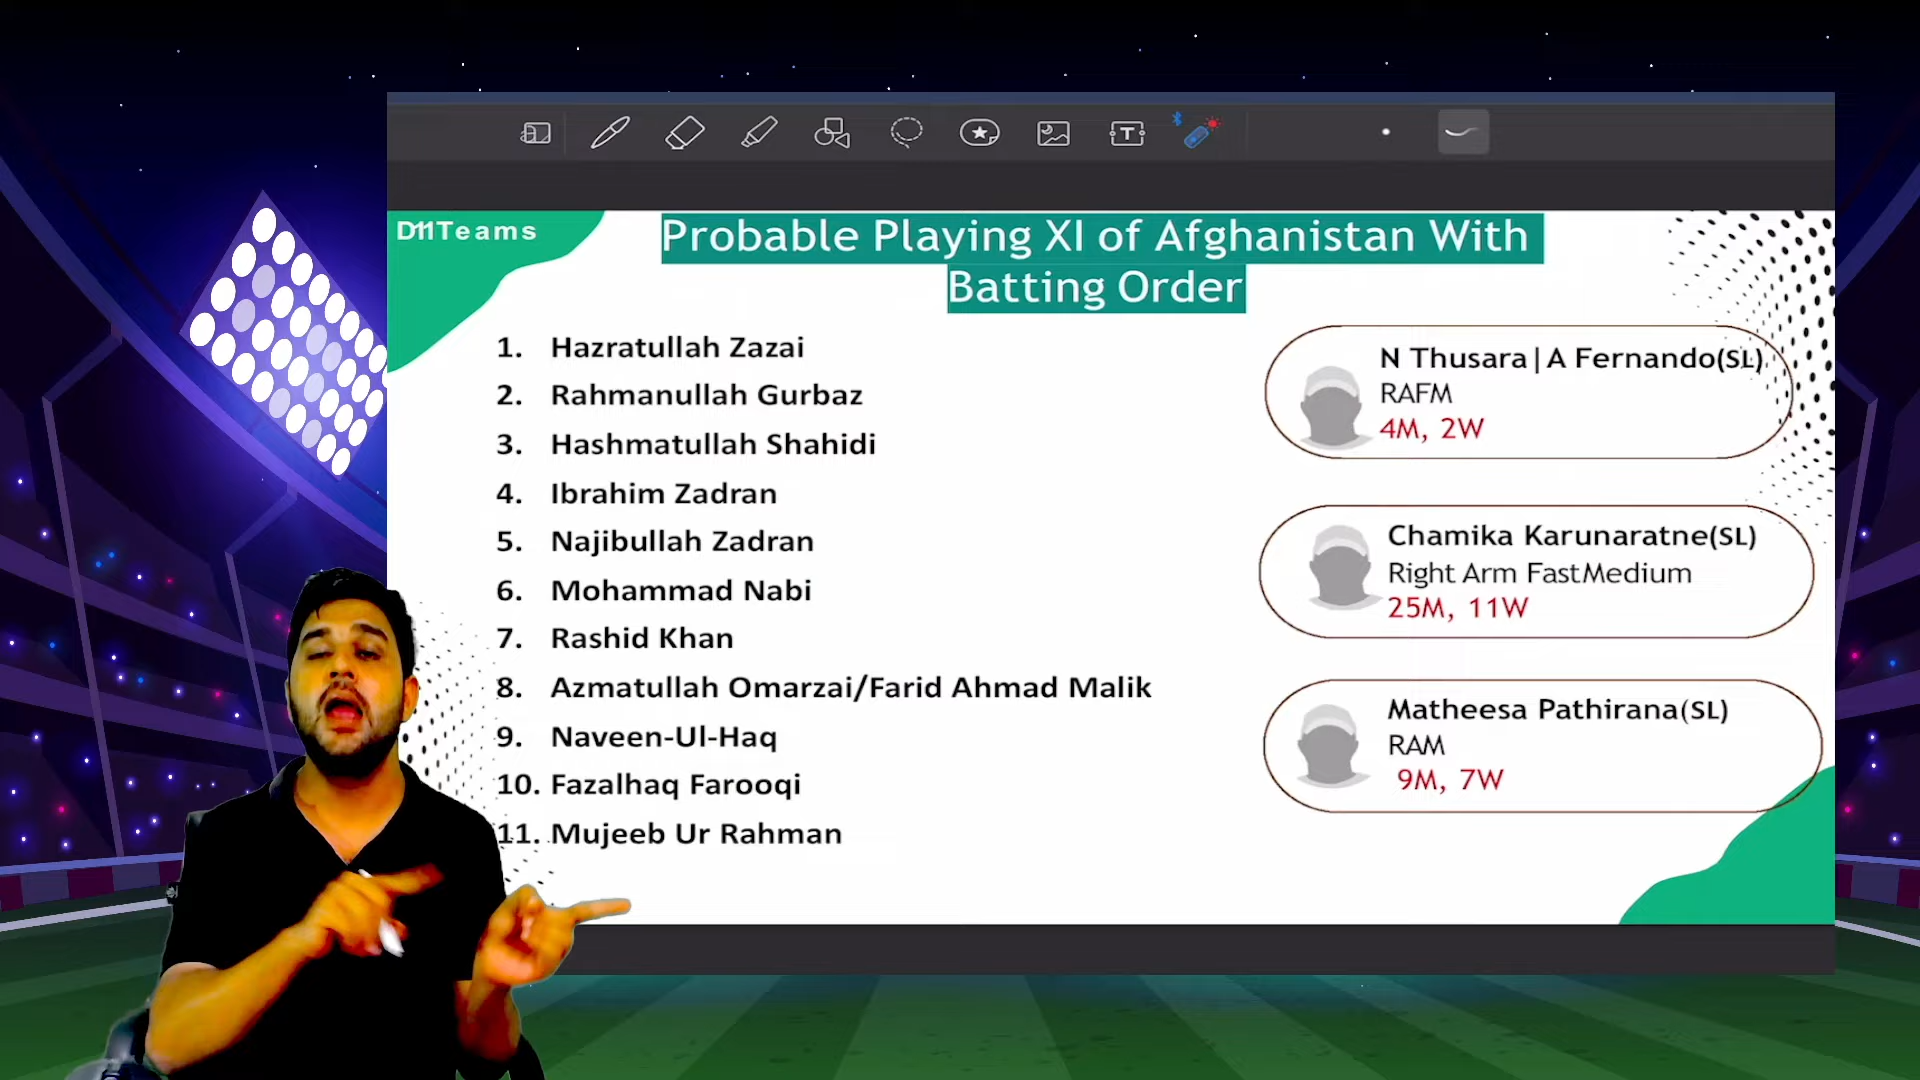 D11Teams
Probable Playing XI of Afghanistan With
Batting Order
1. Hazratullah Zazai
2. Rahmanullah Gurbaz
3. Hashmatullah Shahidi
4. Ibrahim Zadran
5. Najibullah Zadran
6. Mohammad Nabi
7. Rashid Khan
8. Azmatullah Omarzai/Farid Ahmad Malik
9. Naveen-Ul-Haq
10. Fazalhaq Farooqi
11. Mujeeb Ur Rahman
N Thusara|A Fernando(SL)
RAFM
4M, 2W
Chamika Karunaratne(SL)
Right Arm FastMedium
25M, 11W
Matheesa Pathirana(SL)
RAM
9M, 7W